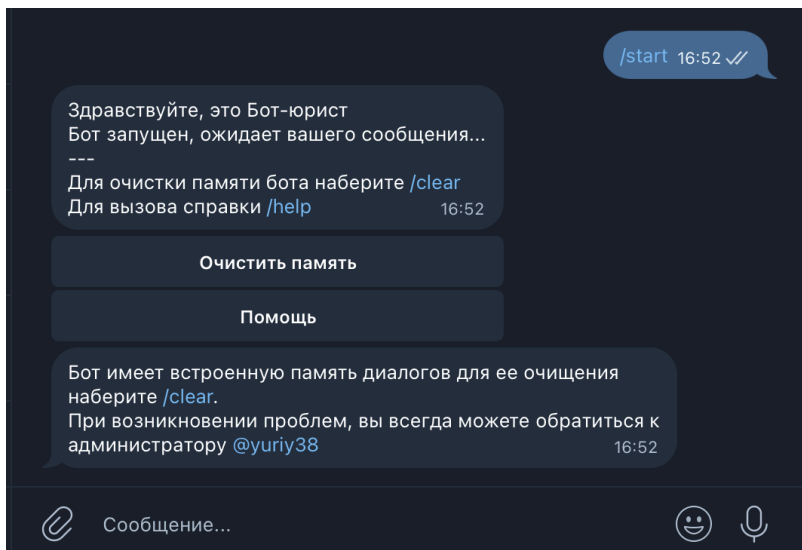 /start 16:52
Здравствуйте, это Бот-юрист
Бот запущен, ожидает вашего сообщения...
---
Для очистки памяти бота наберите /clear
Для вызова справки /help 16:52
Очистить память
Помощь
Бот имеет встроенную память диалогов для ее очищения
наберите /clear.
При возникновении проблем, вы всегда можете обратиться к
администратору @yuriy38 16:52
Сообщение...